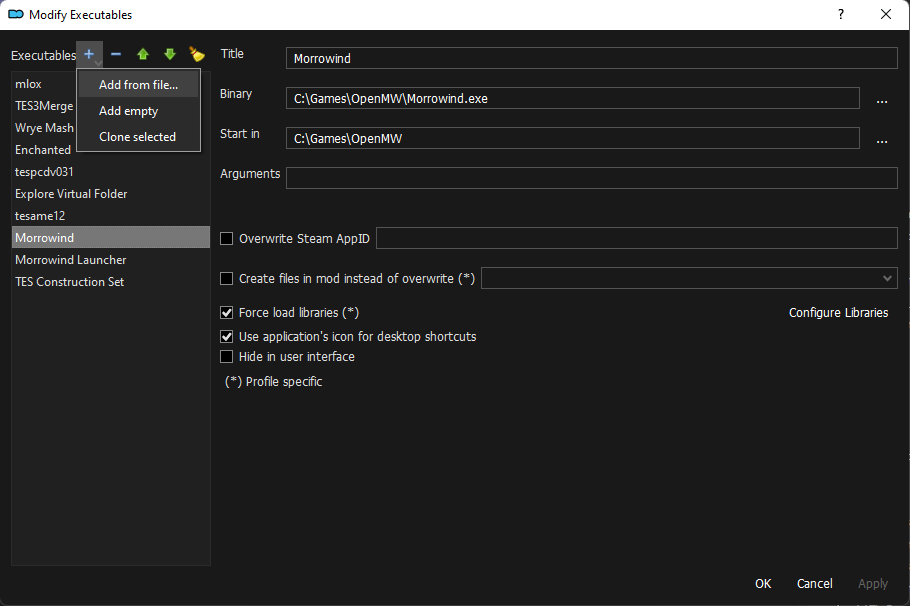 Modify Executables
?
Executables
Add from file...
Add empty
Clone selected
mlox
TES3Merge
Wrye Mash
Enchanted
tespcdv031
Explore Virtual Folder
tesame12
Morrowind
Morrowind Launcher
TES Construction Set
Title
Morrowind
Binary
C:\Games\OpenMW\Morrowind.exe
...
Start in
C:\Games\OpenMW
...
Arguments
Overwrite Steam AppID
Create files in mod instead of overwrite (*)
Force load libraries (*)
Configure Libraries
Use application's icon for desktop shortcuts
Hide in user interface
(*) Profile specific
OK
Cancel
Apply